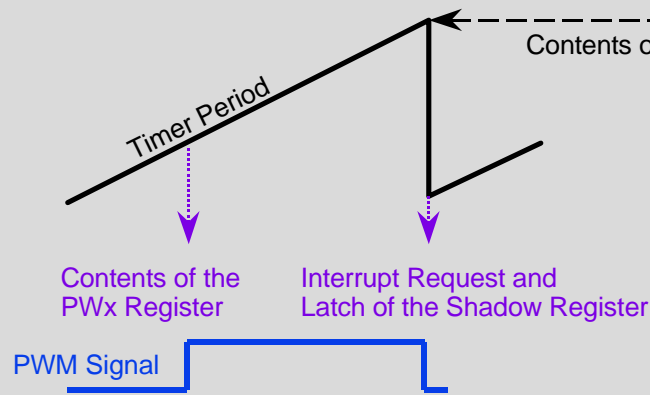 Contents o
Timer Period
Contents of the
PWx Register
Interrupt Request and
Latch of the Shadow Register
PWM Signal